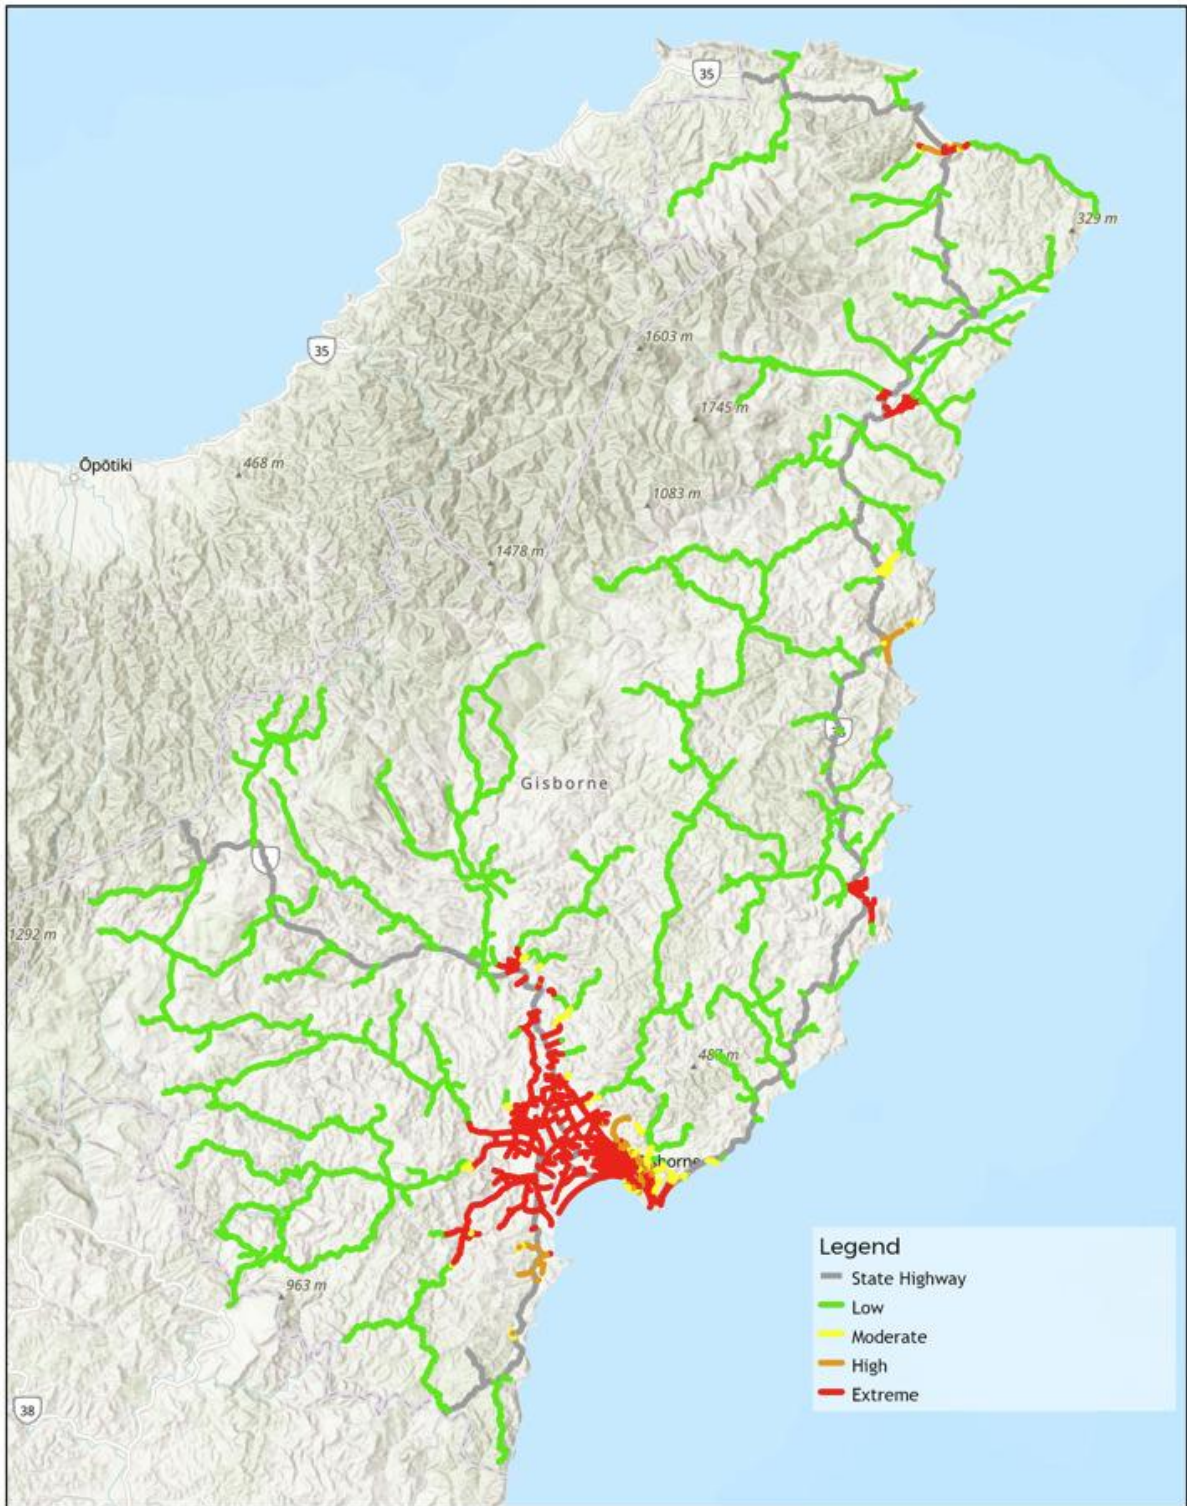 35
329 m
1603 m
35
1745 m
Ōpōtiki
468 m
1083 m
1478 m
Gisborne
1292 m
487 m
Legend
State Highway
963 m
Low
Moderate
High
Extreme
38